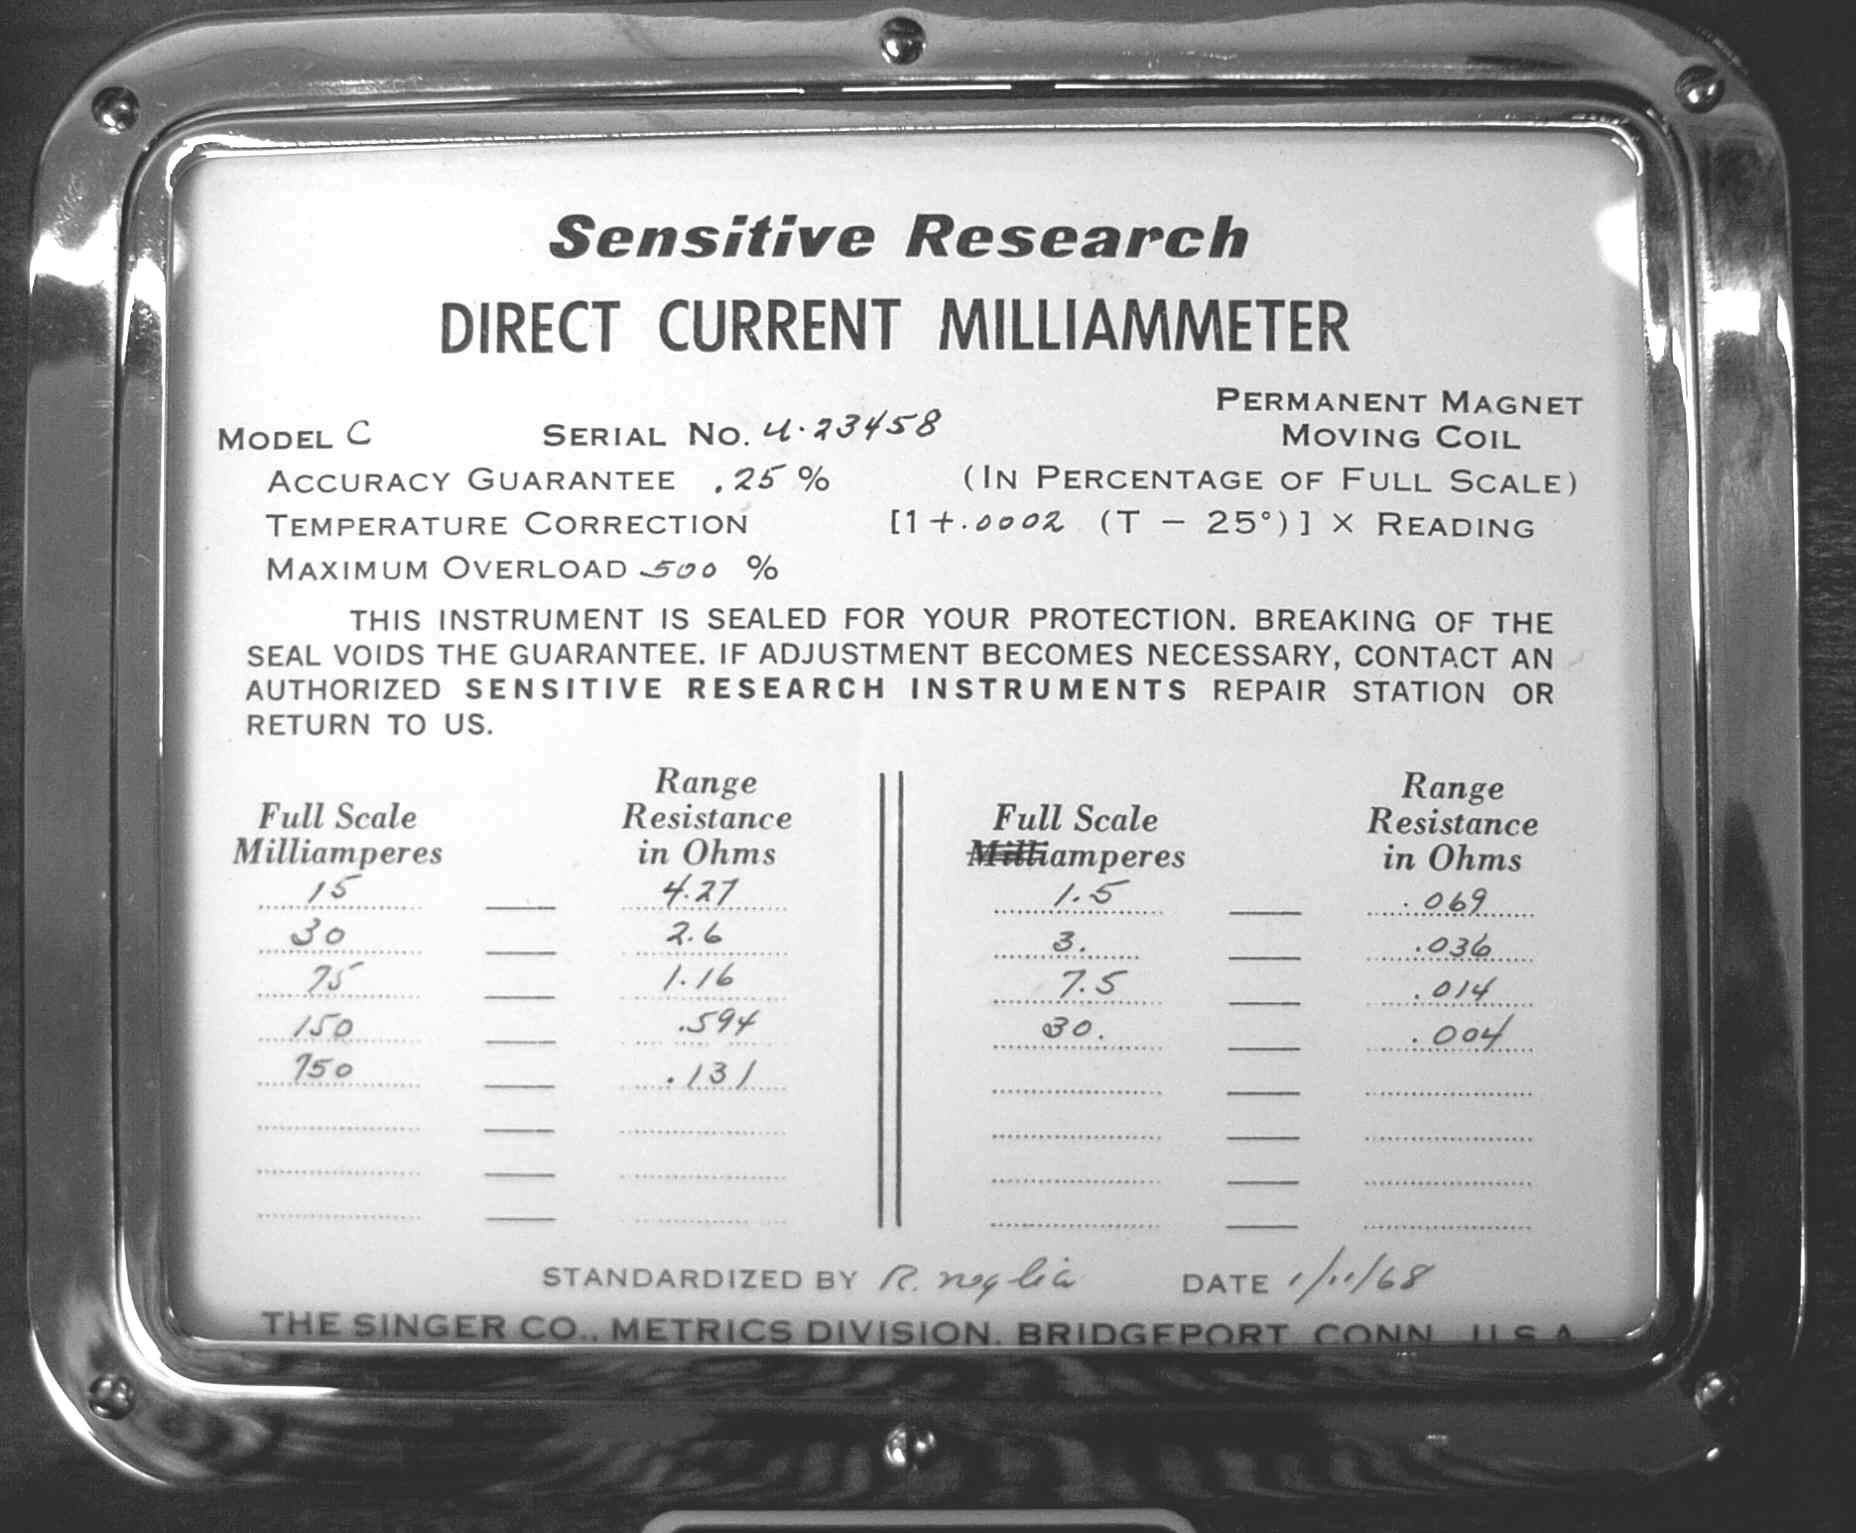 Sensitive Research
DIRECT CURRENT MILLIAMMETER
PERMANENT MAGNET
MODEL C SERIAL NO. U-23458 MOVING COIL
ACCURACY GUARANTEE .25 % (IN PERCENTAGE OF FULL SCALE)
TEMPERATURE CORRECTION [1 +.0002 (T – 25°)] × READING
MAXIMUM OVERLOAD 500 %
THIS INSTRUMENT IS SEALED FOR YOUR PROTECTION. BREAKING OF THE
SEAL VOIDS THE GUARANTEE. IF ADJUSTMENT BECOMES NECESSARY, CONTACT AN
AUTHORIZED SENSITIVE RESEARCH INSTRUMENTS REPAIR STATION OR
RETURN TO US.
Range Range
Full Scale Resistance Full Scale Resistance
Milliamperes in Ohms Milliamperes in Ohms
15 — 4.27 1.5 — .069
30 — 2.6 3. — .036
75 — 1.16 7.5 — .014
150 — .594 30. — .004
750 — .131
STANDARDIZED BY R. Neglia DATE 1/11/68
THE SINGER CO., METRICS DIVISION, BRIDGEPORT, CONN. U.S.A.